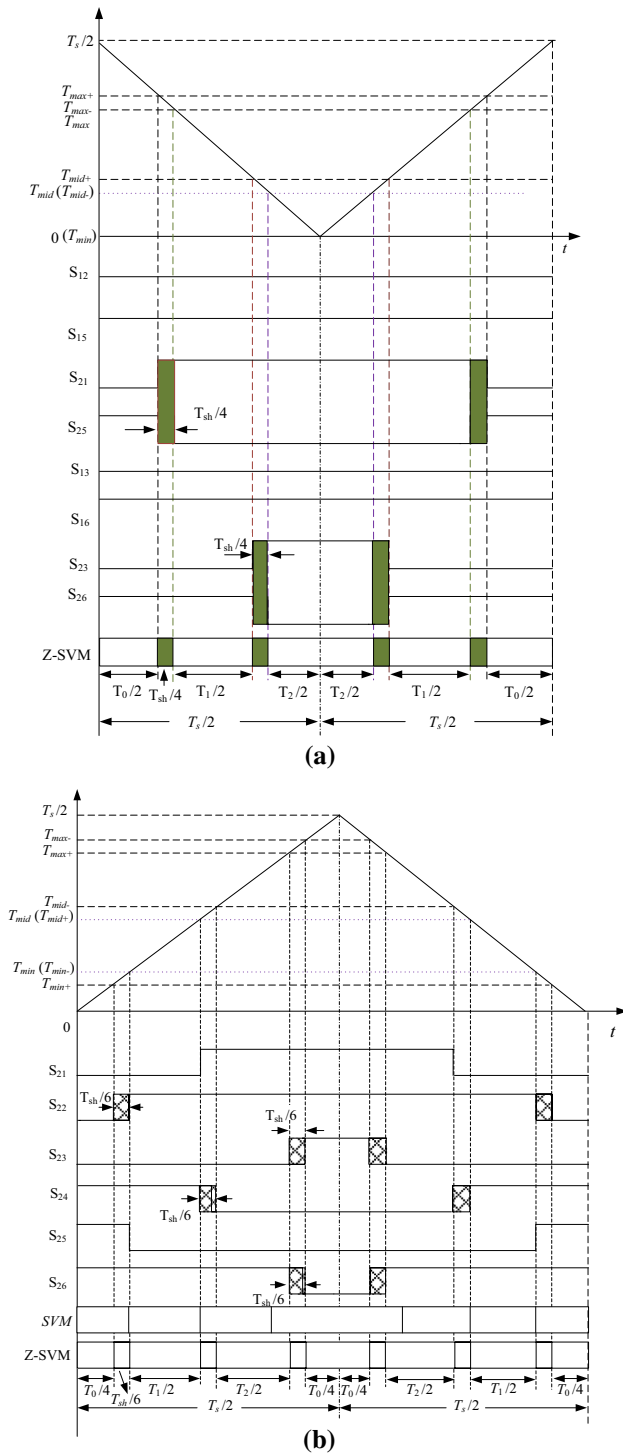 T_s/2
T_max+
T_max-
T_max
T_mid+
T_mid (T_mid-)
0 (T_min)
t
S_12
S_15
S_21
S_25
T_sh/4
S_13
S_16
T_sh/4
S_23
S_26
Z-SVM
T_0/2 T_1/2 T_2/2 T_2/2 T_1/2 T_0/2
T_sh/4
T_s/2 T_s/2
(a)
T_s/2
T_max-
T_max+
T_mid-
T_mid (T_mid+)
T_min (T_min-)
T_min+
0
t
S_21
T_sh/6
S_22
T_sh/6
S_23
S_24
T_sh/6
S_25
S_26
T_sh/6
SVM
Z-SVM
T_0/4 T_1/2 T_2/2 T_0/4 T_0/4 T_2/2 T_1/2 T_0/4
T_sh/6
T_s/2 T_s/2
(b)